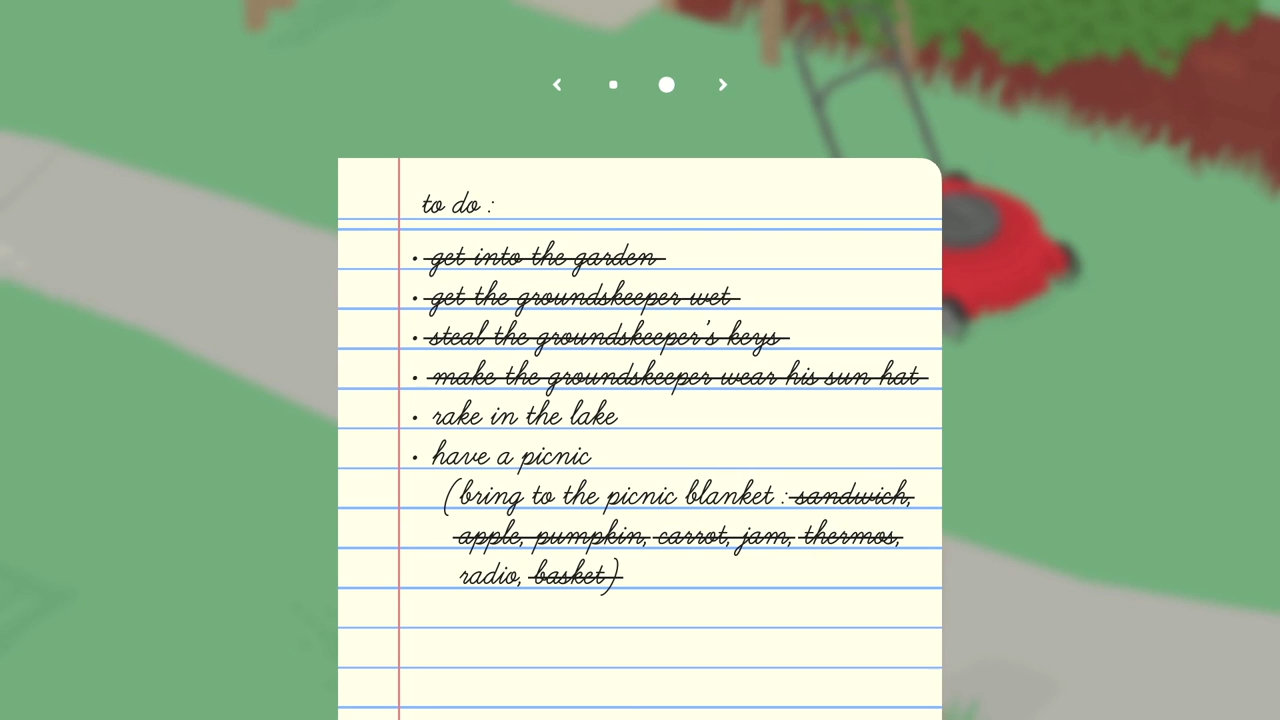 to do :
• get into the garden
• get the groundskeeper wet
• steal the groundskeeper's keys
• make the groundskeeper wear his sun hat
• rake in the lake
• have a picnic
(bring to the picnic blanket : sandwich,
apple, pumpkin, carrot, jam, thermos,
radio, basket)